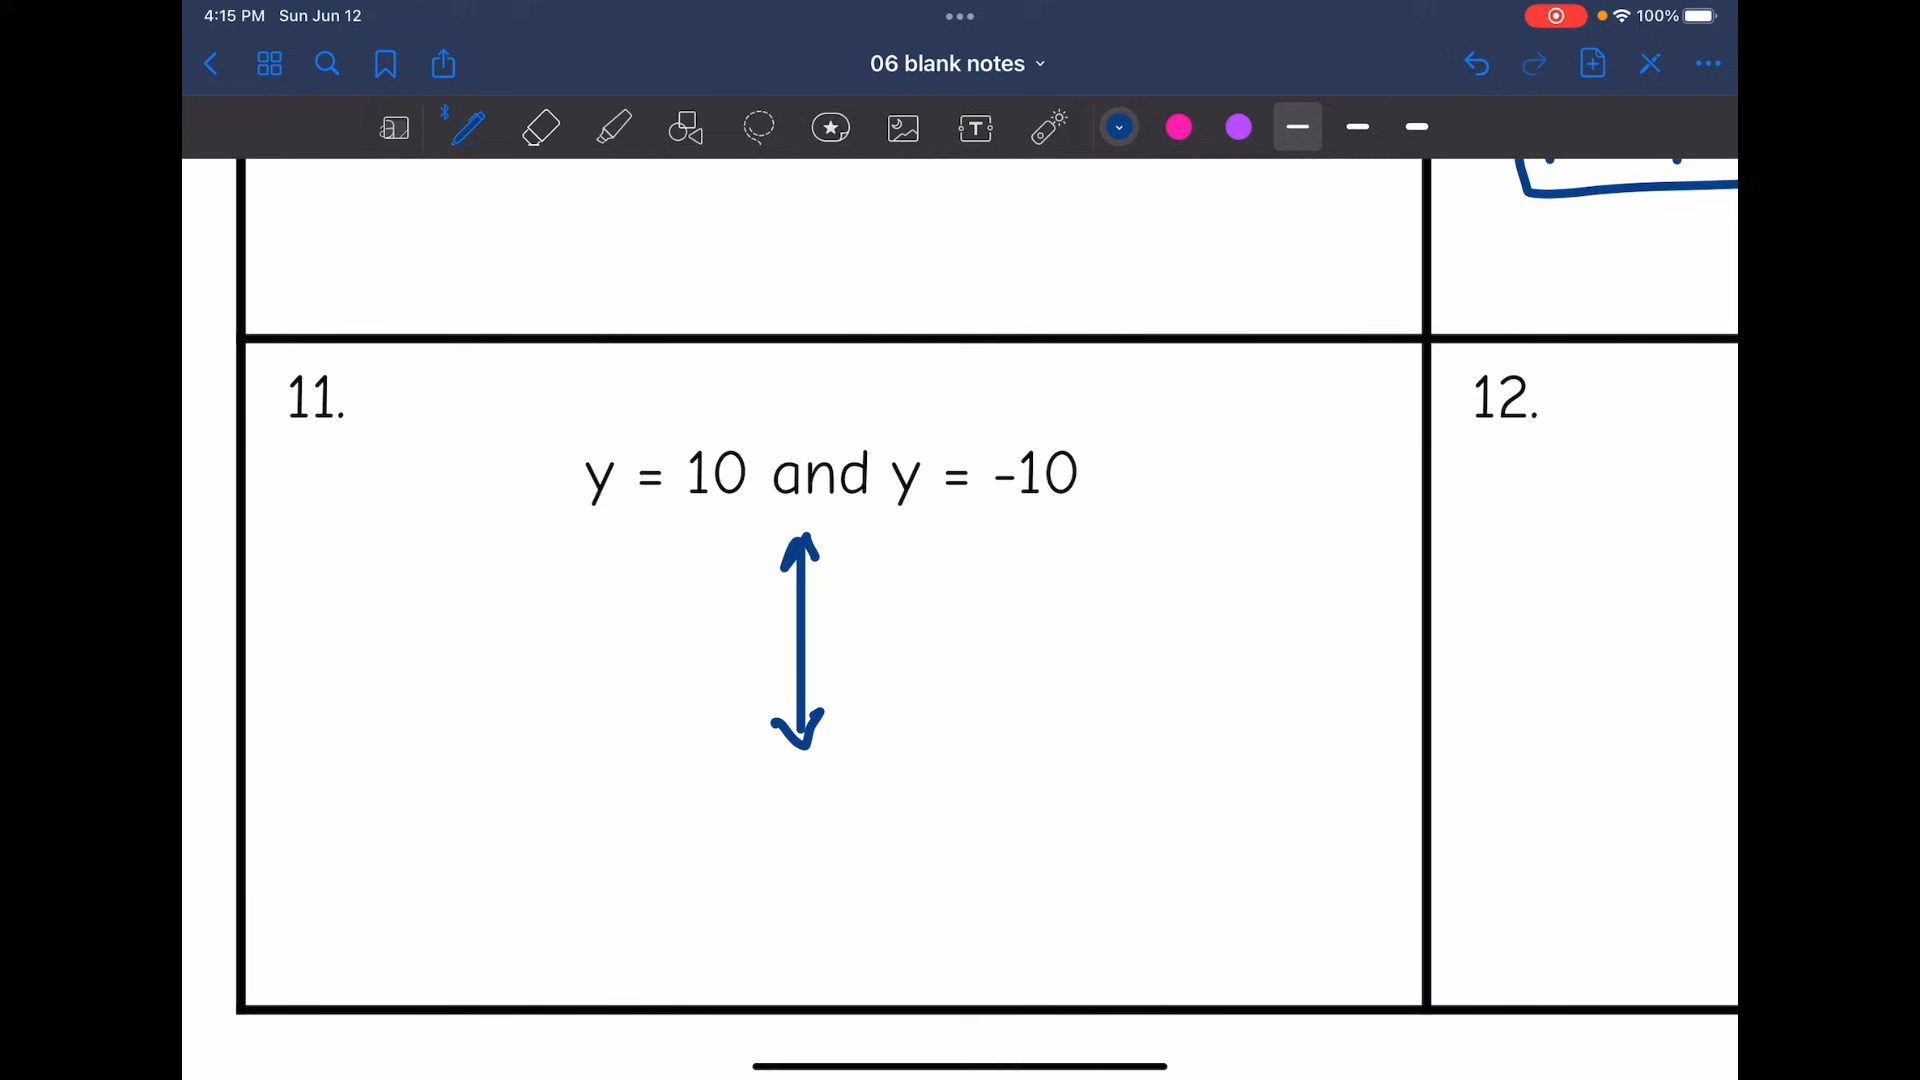 4:15 PM Sun Jun 12
100%
06 blank notes
T
11.
12.
y = 10 and y = -10